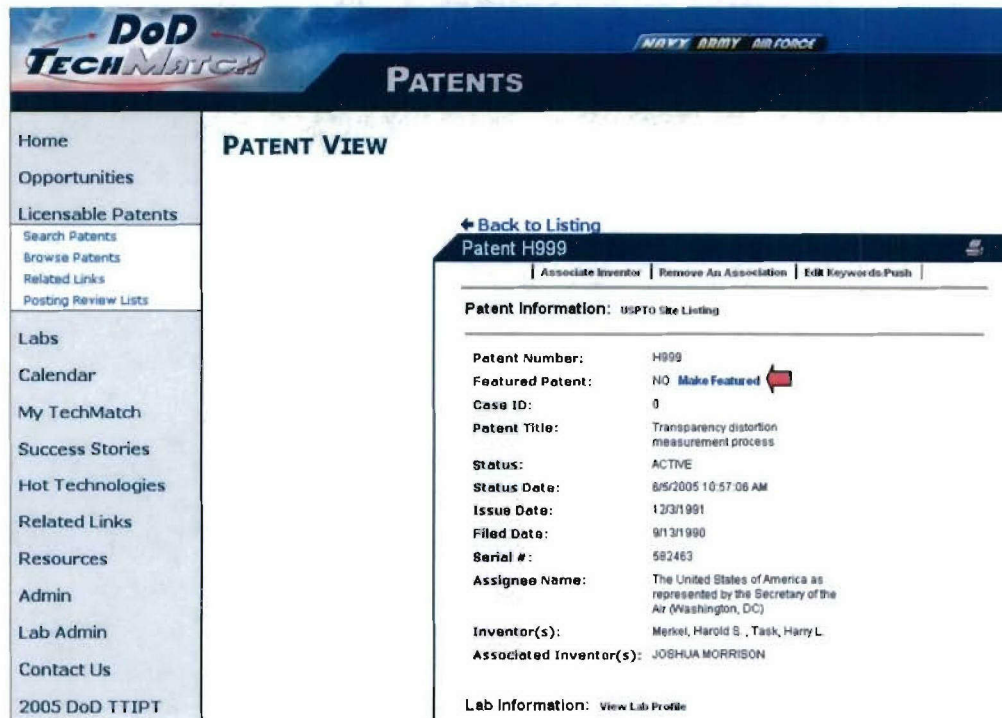 DoD
TECHMATCH
NAVY ARMY AIR FORCE
PATENTS
Home
Opportunities
Licensable Patents
Search Patents
Browse Patents
Related Links
Posting Review Lists
Labs
Calendar
My TechMatch
Success Stories
Hot Technologies
Related Links
Resources
Admin
Lab Admin
Contact Us
2005 DoD TTIPT
PATENT VIEW
Back to Listing
Patent H999
Associate Inventor | Remove An Association | Edit Keywords/Push |
Patent Information: USPTO Site Listing
Patent Number: H999
Featured Patent: NO Make Featured
Case ID: 0
Patent Title: Transparency distortion
measurement process
Status: ACTIVE
Status Date: 6/5/2005 10:57:06 AM
Issue Date: 12/3/1991
Filed Date: 9/13/1990
Serial #: 582463
Assignee Name: The United States of America as
represented by the Secretary of the
Air (Washington, DC)
Inventor(s): Merkel, Harold S., Task, Harry L.
Associated Inventor(s): JOSHUA MORRISON
Lab Information: View Lab Profile